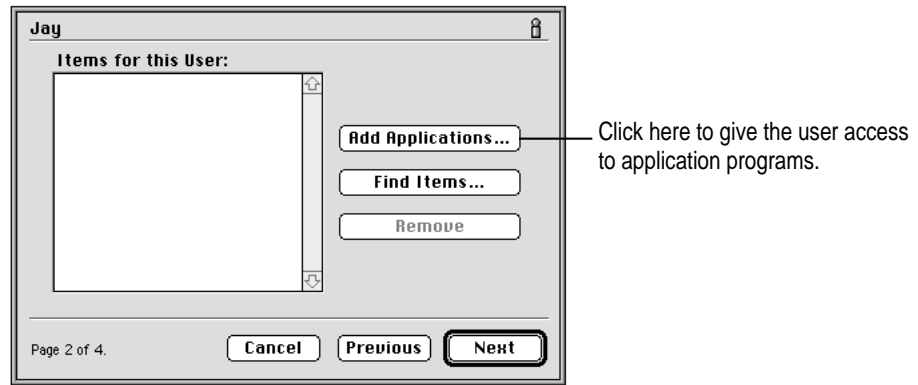 Jay
Items for this User:
Add Applications...
Click here to give the user access
to application programs.
Find Items...
Remove
Page 2 of 4.
Cancel
Previous
Next